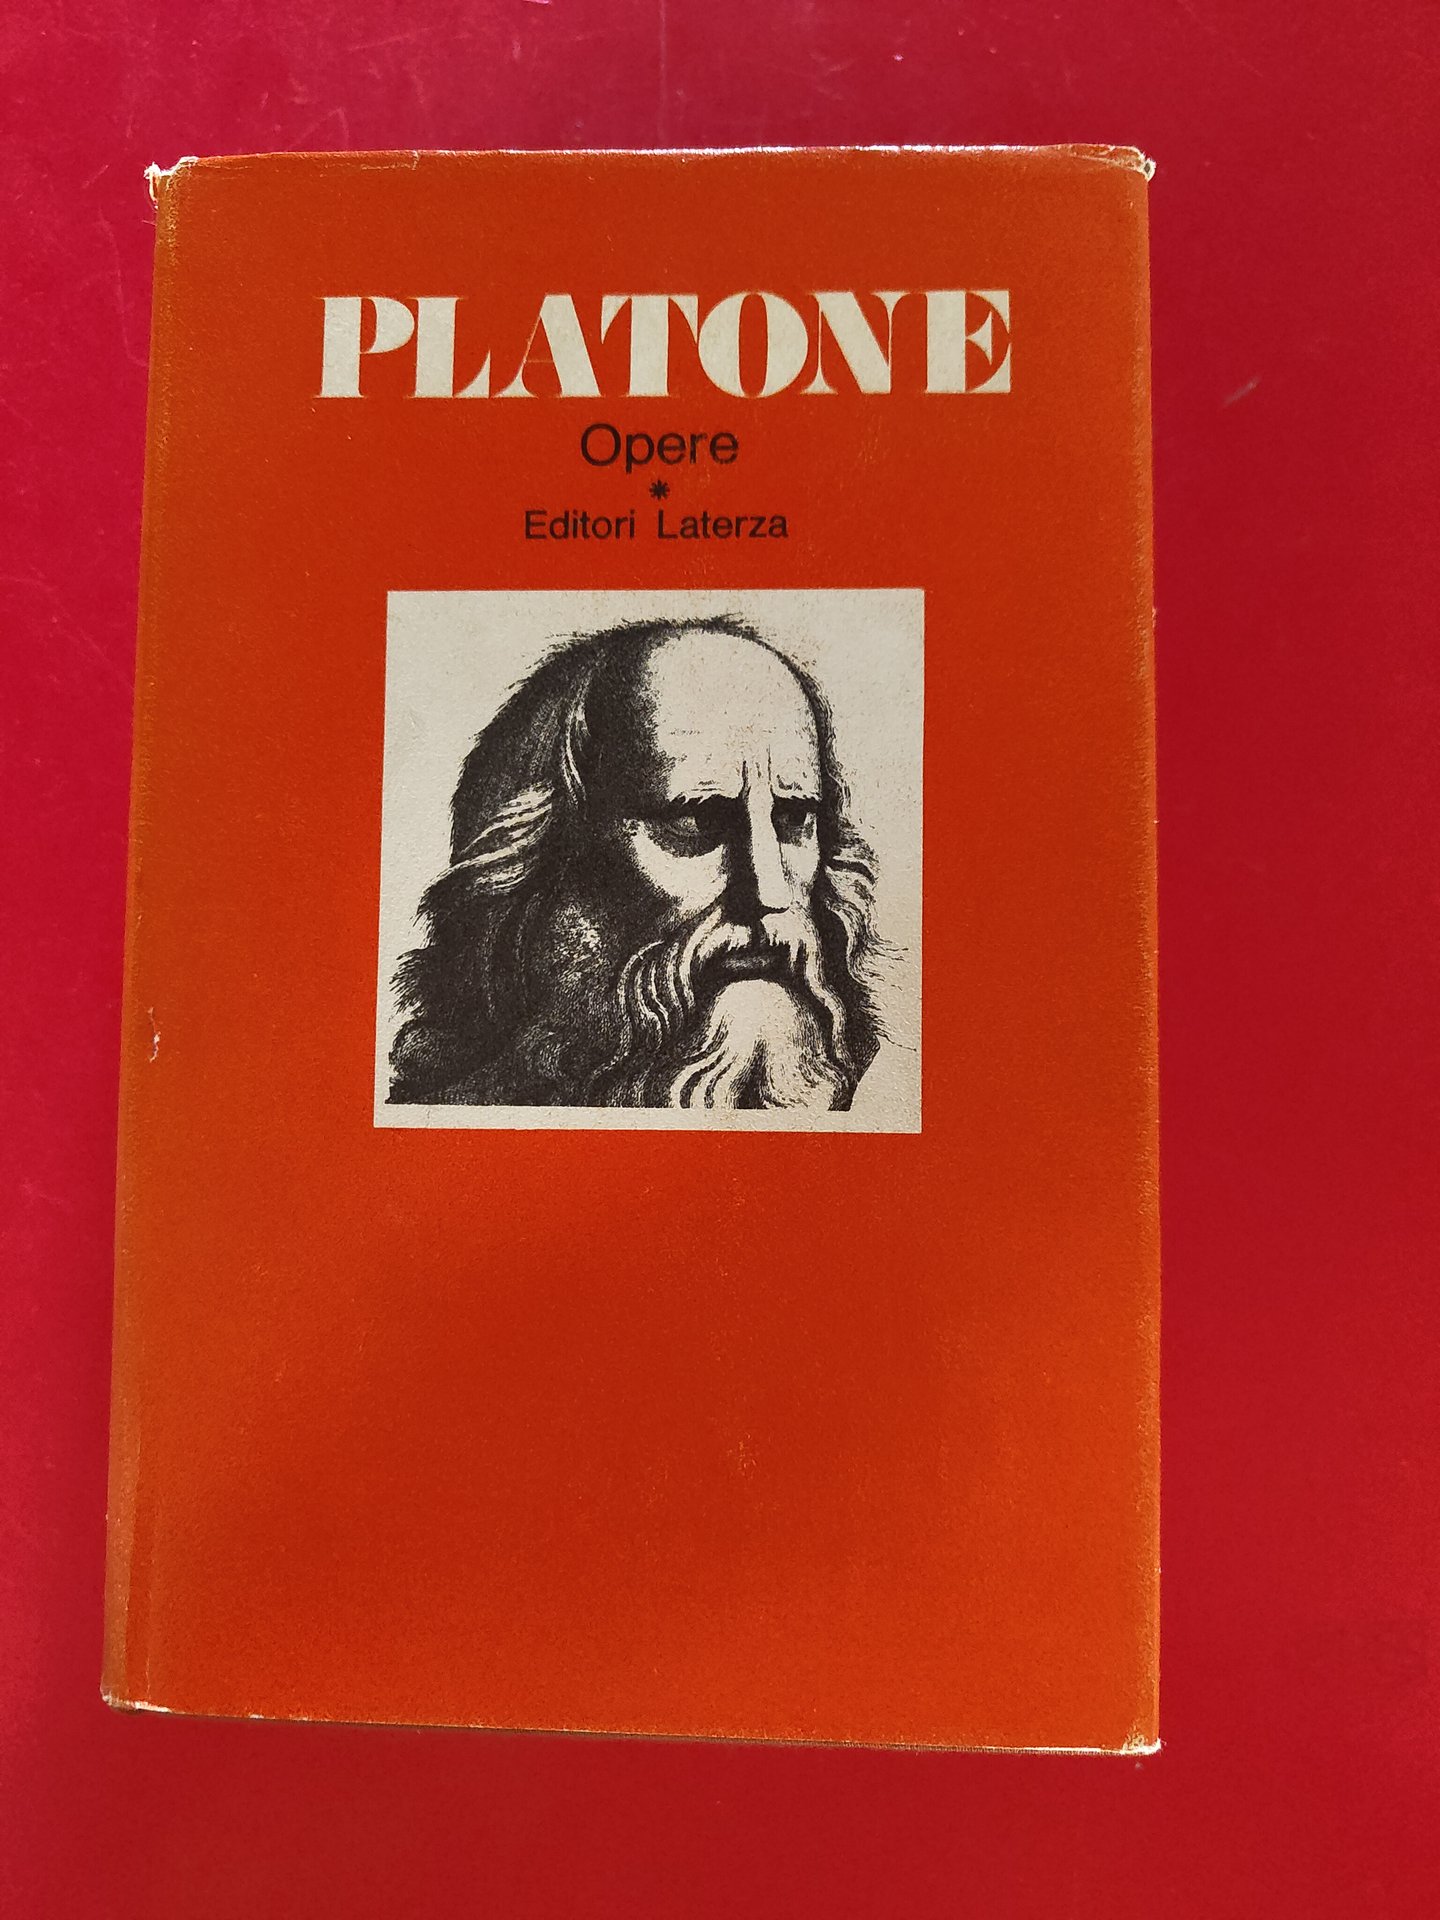 PLATONE
Opere
*
Editori Laterza